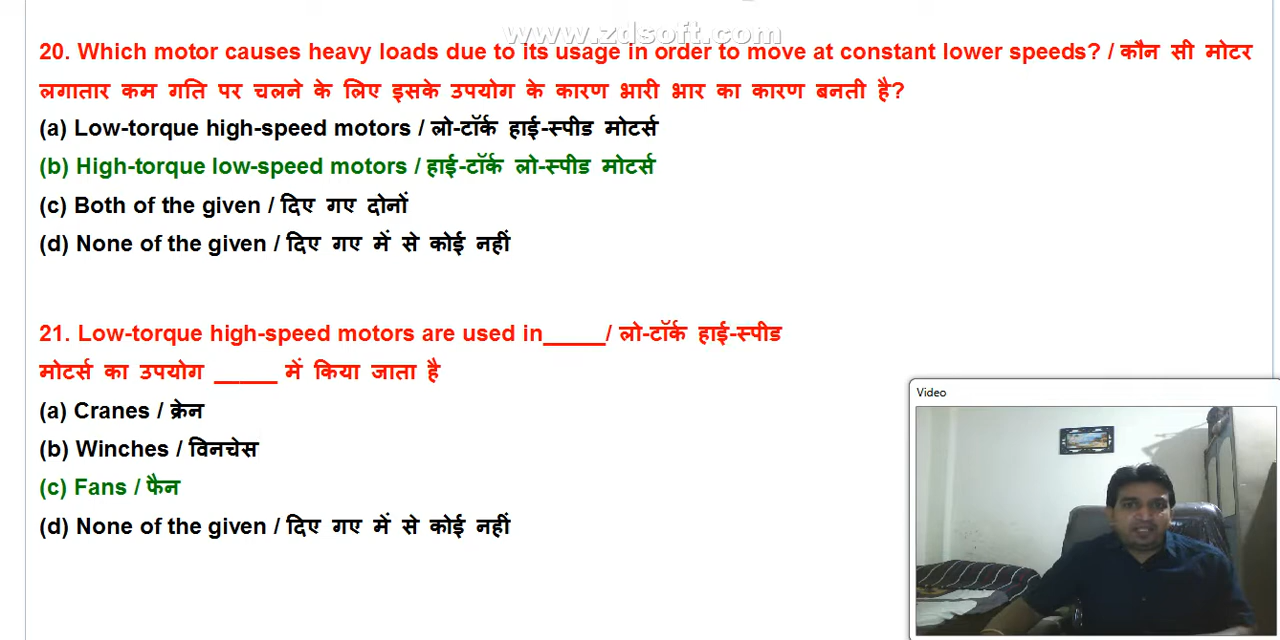 www.zdsoft.com
20. Which motor causes heavy loads due to its usage in order to move at constant lower speeds? / कौन सी मोटर
लगातार कम गति पर चलने के लिए इसके उपयोग के कारण भारी भार का कारण बनती है?
(a) Low-torque high-speed motors / लो-टॉर्क हाई-स्पीड मोटर्स
(b) High-torque low-speed motors / हाई-टॉर्क लो-स्पीड मोटर्स
(c) Both of the given / दिए गए दोनों
(d) None of the given / दिए गए में से कोई नहीं
21. Low-torque high-speed motors are used in_____/ लो-टॉर्क हाई-स्पीड
मोटर्स का उपयोग _____ में किया जाता है
(a) Cranes / क्रेन
(b) Winches / विनचेस
(c) Fans / फैन
(d) None of the given / दिए गए में से कोई नहीं
Video